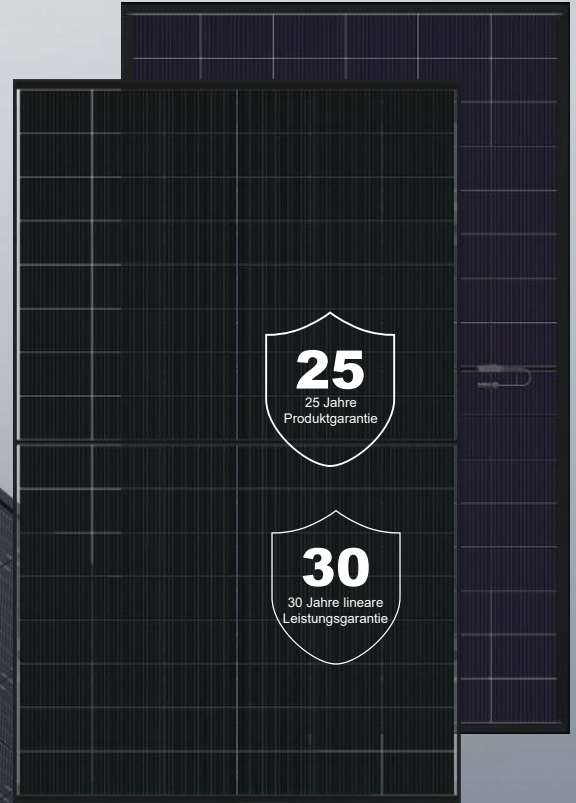 25
25 Jahre
Produktgarantie
30
30 Jahre lineare
Leistungsgarantie